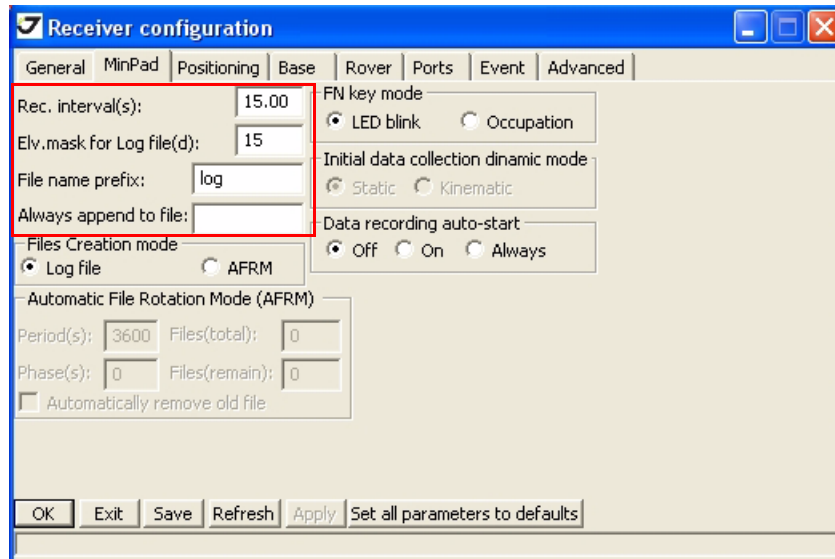 Receiver configuration
General MinPad Positioning Base Rover Ports Event Advanced
Rec. interval(s): 15.00
Elv.mask for Log file(d): 15
File name prefix: log
Always append to file:
Files Creation mode
Log file AFRM
Automatic File Rotation Mode (AFRM)
Period(s): 3600 Files(total): 0
Phase(s): 0 Files(remain): 0
Automatically remove old file
FN key mode
LED blink Occupation
Initial data collection dinamic mode
Static Kinematic
Data recording auto-start
Off On Always
OK Exit Save Refresh Apply Set all parameters to defaults